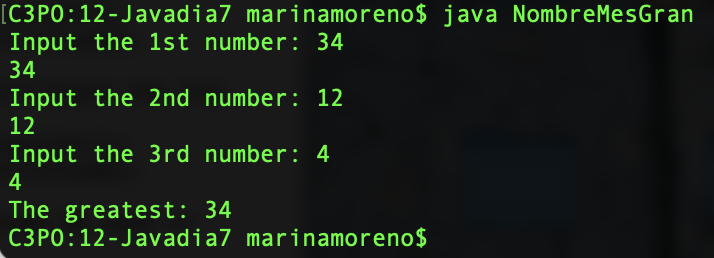 [C3PO:12-Javadia7 marinamoreno$ java NombreMesGran
Input the 1st number: 34
34
Input the 2nd number: 12
12
Input the 3rd number: 4
4
The greatest: 34
C3PO:12-Javadia7 marinamoreno$